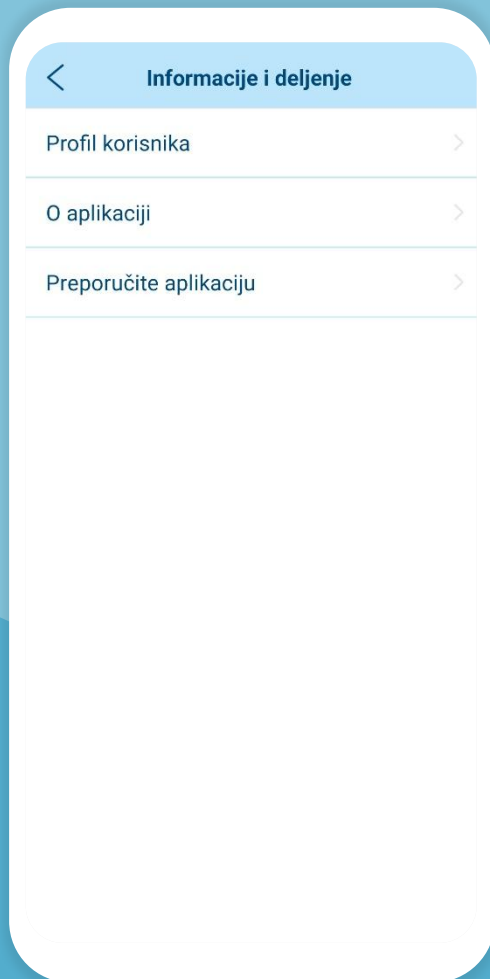 Informacije i deljenje
Profil korisnika
O aplikaciji
Preporučite aplikaciju